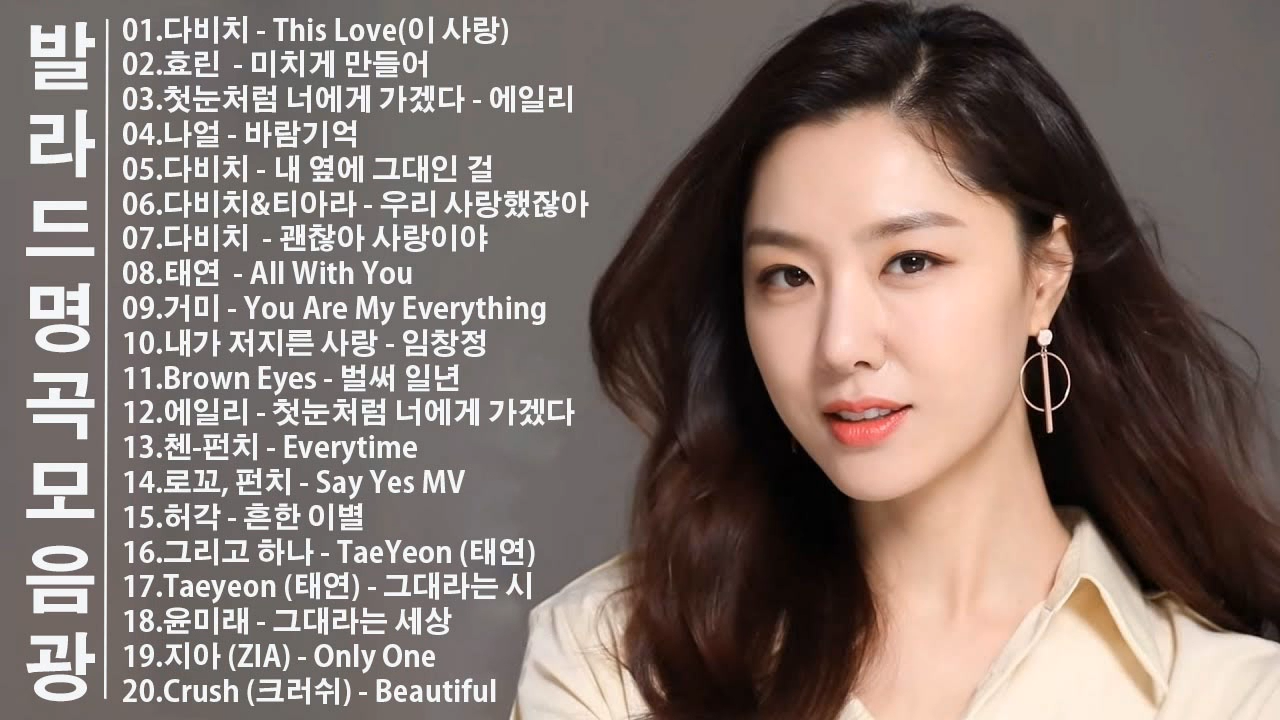 발라드명곡모음광
01.다비치 - This Love(이 사랑)
02.효린 - 미치게 만들어
03.첫눈처럼 너에게 가겠다 - 에일리
04.나얼 - 바람기억
05.다비치 - 내 옆에 그대인 걸
06.다비치&티아라 - 우리 사랑했잖아
07.다비치 - 괜찮아 사랑이야
08.태연 - All With You
09.거미 - You Are My Everything
10.내가 저지른 사랑 - 임창정
11.Brown Eyes - 벌써 일년
12.에일리 - 첫눈처럼 너에게 가겠다
13.첸-펀치 - Everytime
14.로꼬, 펀치 - Say Yes MV
15.허각 - 흔한 이별
16.그리고 하나 - TaeYeon (태연)
17.Taeyeon (태연) - 그대라는 시
18.윤미래 - 그대라는 세상
19.지아 (ZIA) - Only One
20.Crush (크러쉬) - Beautiful